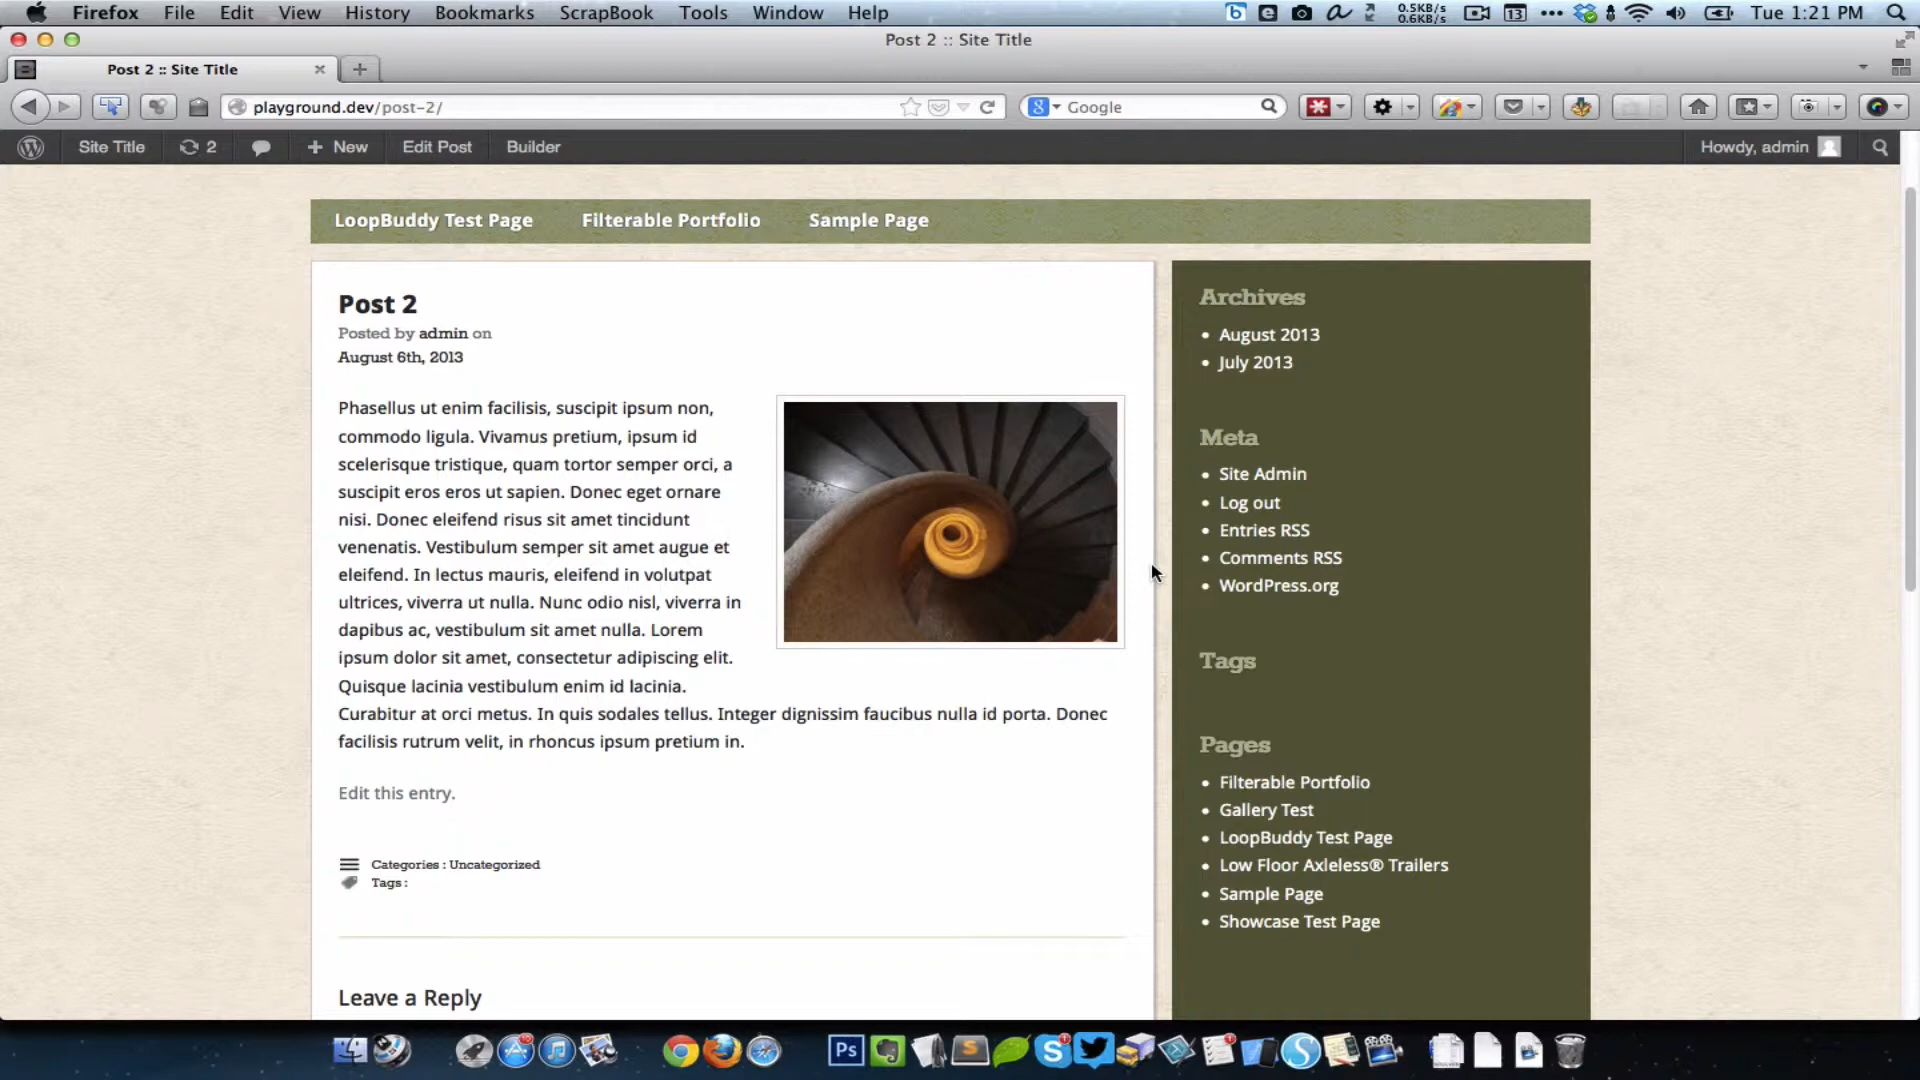 Firefox File Edit View History Bookmarks ScrapBook Tools Window Help 0.5KB/s 0.6KB/s 13 Tue 1:21 PM
Post 2 :: Site Title
Post 2 :: Site Title
playground.dev/post-2/
Google
Site Title 2 New Edit Post Builder Howdy, admin
LoopBuddy Test Page Filterable Portfolio Sample Page
Post 2
Posted by admin on
August 6th, 2013
Phasellus ut enim facilisis, suscipit ipsum non,
commodo ligula. Vivamus pretium, ipsum id
scelerisque tristique, quam tortor semper orci, a
suscipit eros eros ut sapien. Donec eget ornare
nisi. Donec eleifend risus sit amet tincidunt
venenatis. Vestibulum semper sit amet augue et
eleifend. In lectus mauris, eleifend in volutpat
ultrices, viverra ut nulla. Nunc odio nisl, viverra in
dapibus ac, vestibulum sit amet nulla. Lorem
ipsum dolor sit amet, consectetur adipiscing elit.
Quisque lacinia vestibulum enim id lacinia.
Curabitur at orci metus. In quis sodales tellus. Integer dignissim faucibus nulla id porta. Donec
facilisis rutrum velit, in rhoncus ipsum pretium in.
Edit this entry.
Categories : Uncategorized
Tags :
Leave a Reply
Archives
August 2013
July 2013
Meta
Site Admin
Log out
Entries RSS
Comments RSS
WordPress.org
Tags
Pages
Filterable Portfolio
Gallery Test
LoopBuddy Test Page
Low Floor Axleless® Trailers
Sample Page
Showcase Test Page
Ps